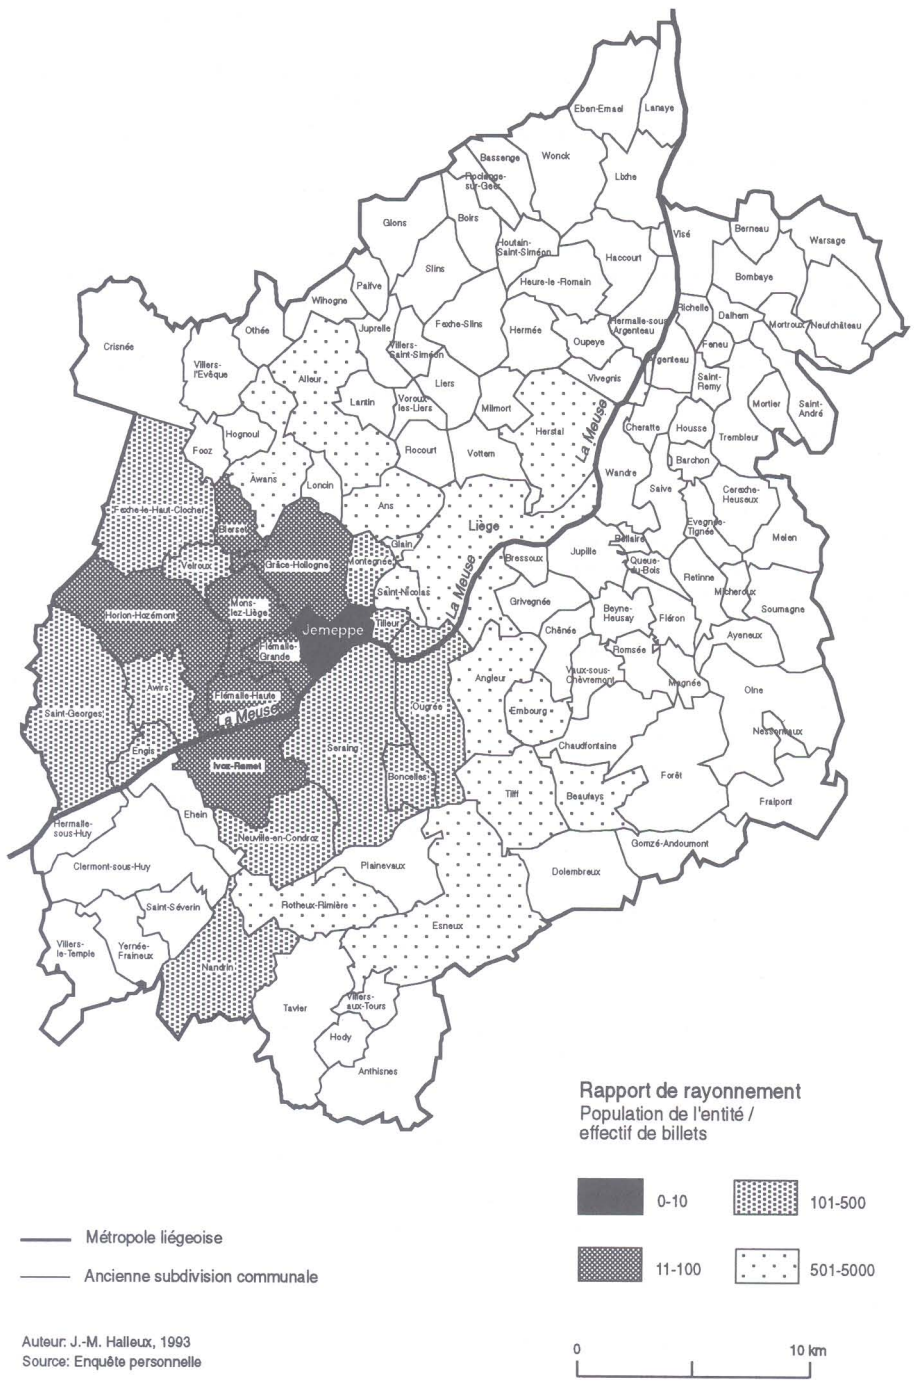 Eben-Emael
Lanaye
Wonck
Bassenge
Roclenge-
sur-Geer
Lixhe
Glons
Boirs
Houtain-
Saint-Siméon
Haccourt
Visé
Berneau
Warsage
Slins
Heure-le-Romain
Bombaye
Paifve
Wihogne
Othée
Juprelle
Villers-
Saint-Siméon
Fexhe-Slins
Hermée
Hermalle-sous-
Argenteau
Oupeye
Richelle
Dalhem
Mortroux
Neufchâteau
Feneu
Argenteau
Crisnée
Villers-
l'Evêque
Alleur
Lantin
Voroux-
les-Liers
Liers
Milmort
Vivegnis
Saint-
Remy
Mortier
Saint-
André
Herstal
La Meuse
Cheratte
Housse
Trembleur
Barchon
Fooz
Hognoul
Rocourt
Vottem
Wandre
Saive
Cerexhe-
Heuseux
Awans
Loncin
Ans
Liège
Evegnée-
Tignée
Melen
Fexhe-le-Haut-Clocher
Bierset
Velroux
Grâce-Hollogne
Montegnée
Glain
Saint-Nicolas
La Meuse
Bressoux
Jupille
Bellaire
Queue-
du-Bois
Retinne
Micheroux
Soumagne
Horion-Hozémont
Mons-
lez-Liège
Jemeppe
Tilleur
Grivegnée
Beyne-
Heusay
Fléron
Ayeneux
Chênée
Romsée
Flémalle-
Grande
Awirs
Flémalle-Haute
La Meuse
Saint-Georges
Engis
Ivoz-Ramet
Seraing
Ougrée
Boncelles
Angleur
Embourg
Vaux-sous-
Chèvremont
Magnée
Olne
Nessonvaux
Chaudfontaine
Forêt
Fraipont
Tilff
Beaufays
Gomzé-Andoumont
Hermalle-
sous-Huy
Ehein
Neuville-en-Condroz
Clermont-sous-Huy
Plainevaux
Dolembreux
Saint-Séverin
Rotheux-Rimière
Esneux
Villers-
le-Temple
Yernée-
Fraineux
Nandrin
Tavier
Villers-
aux-Tours
Hody
Anthisnes
Rapport de rayonnement
Population de l'entité /
effectif de billets
0-10
101-500
11-100
501-5000
Métropole liégeoise
Ancienne subdivision communale
Auteur: J.-M. Halleux, 1993
Source: Enquête personnelle
0
10 km